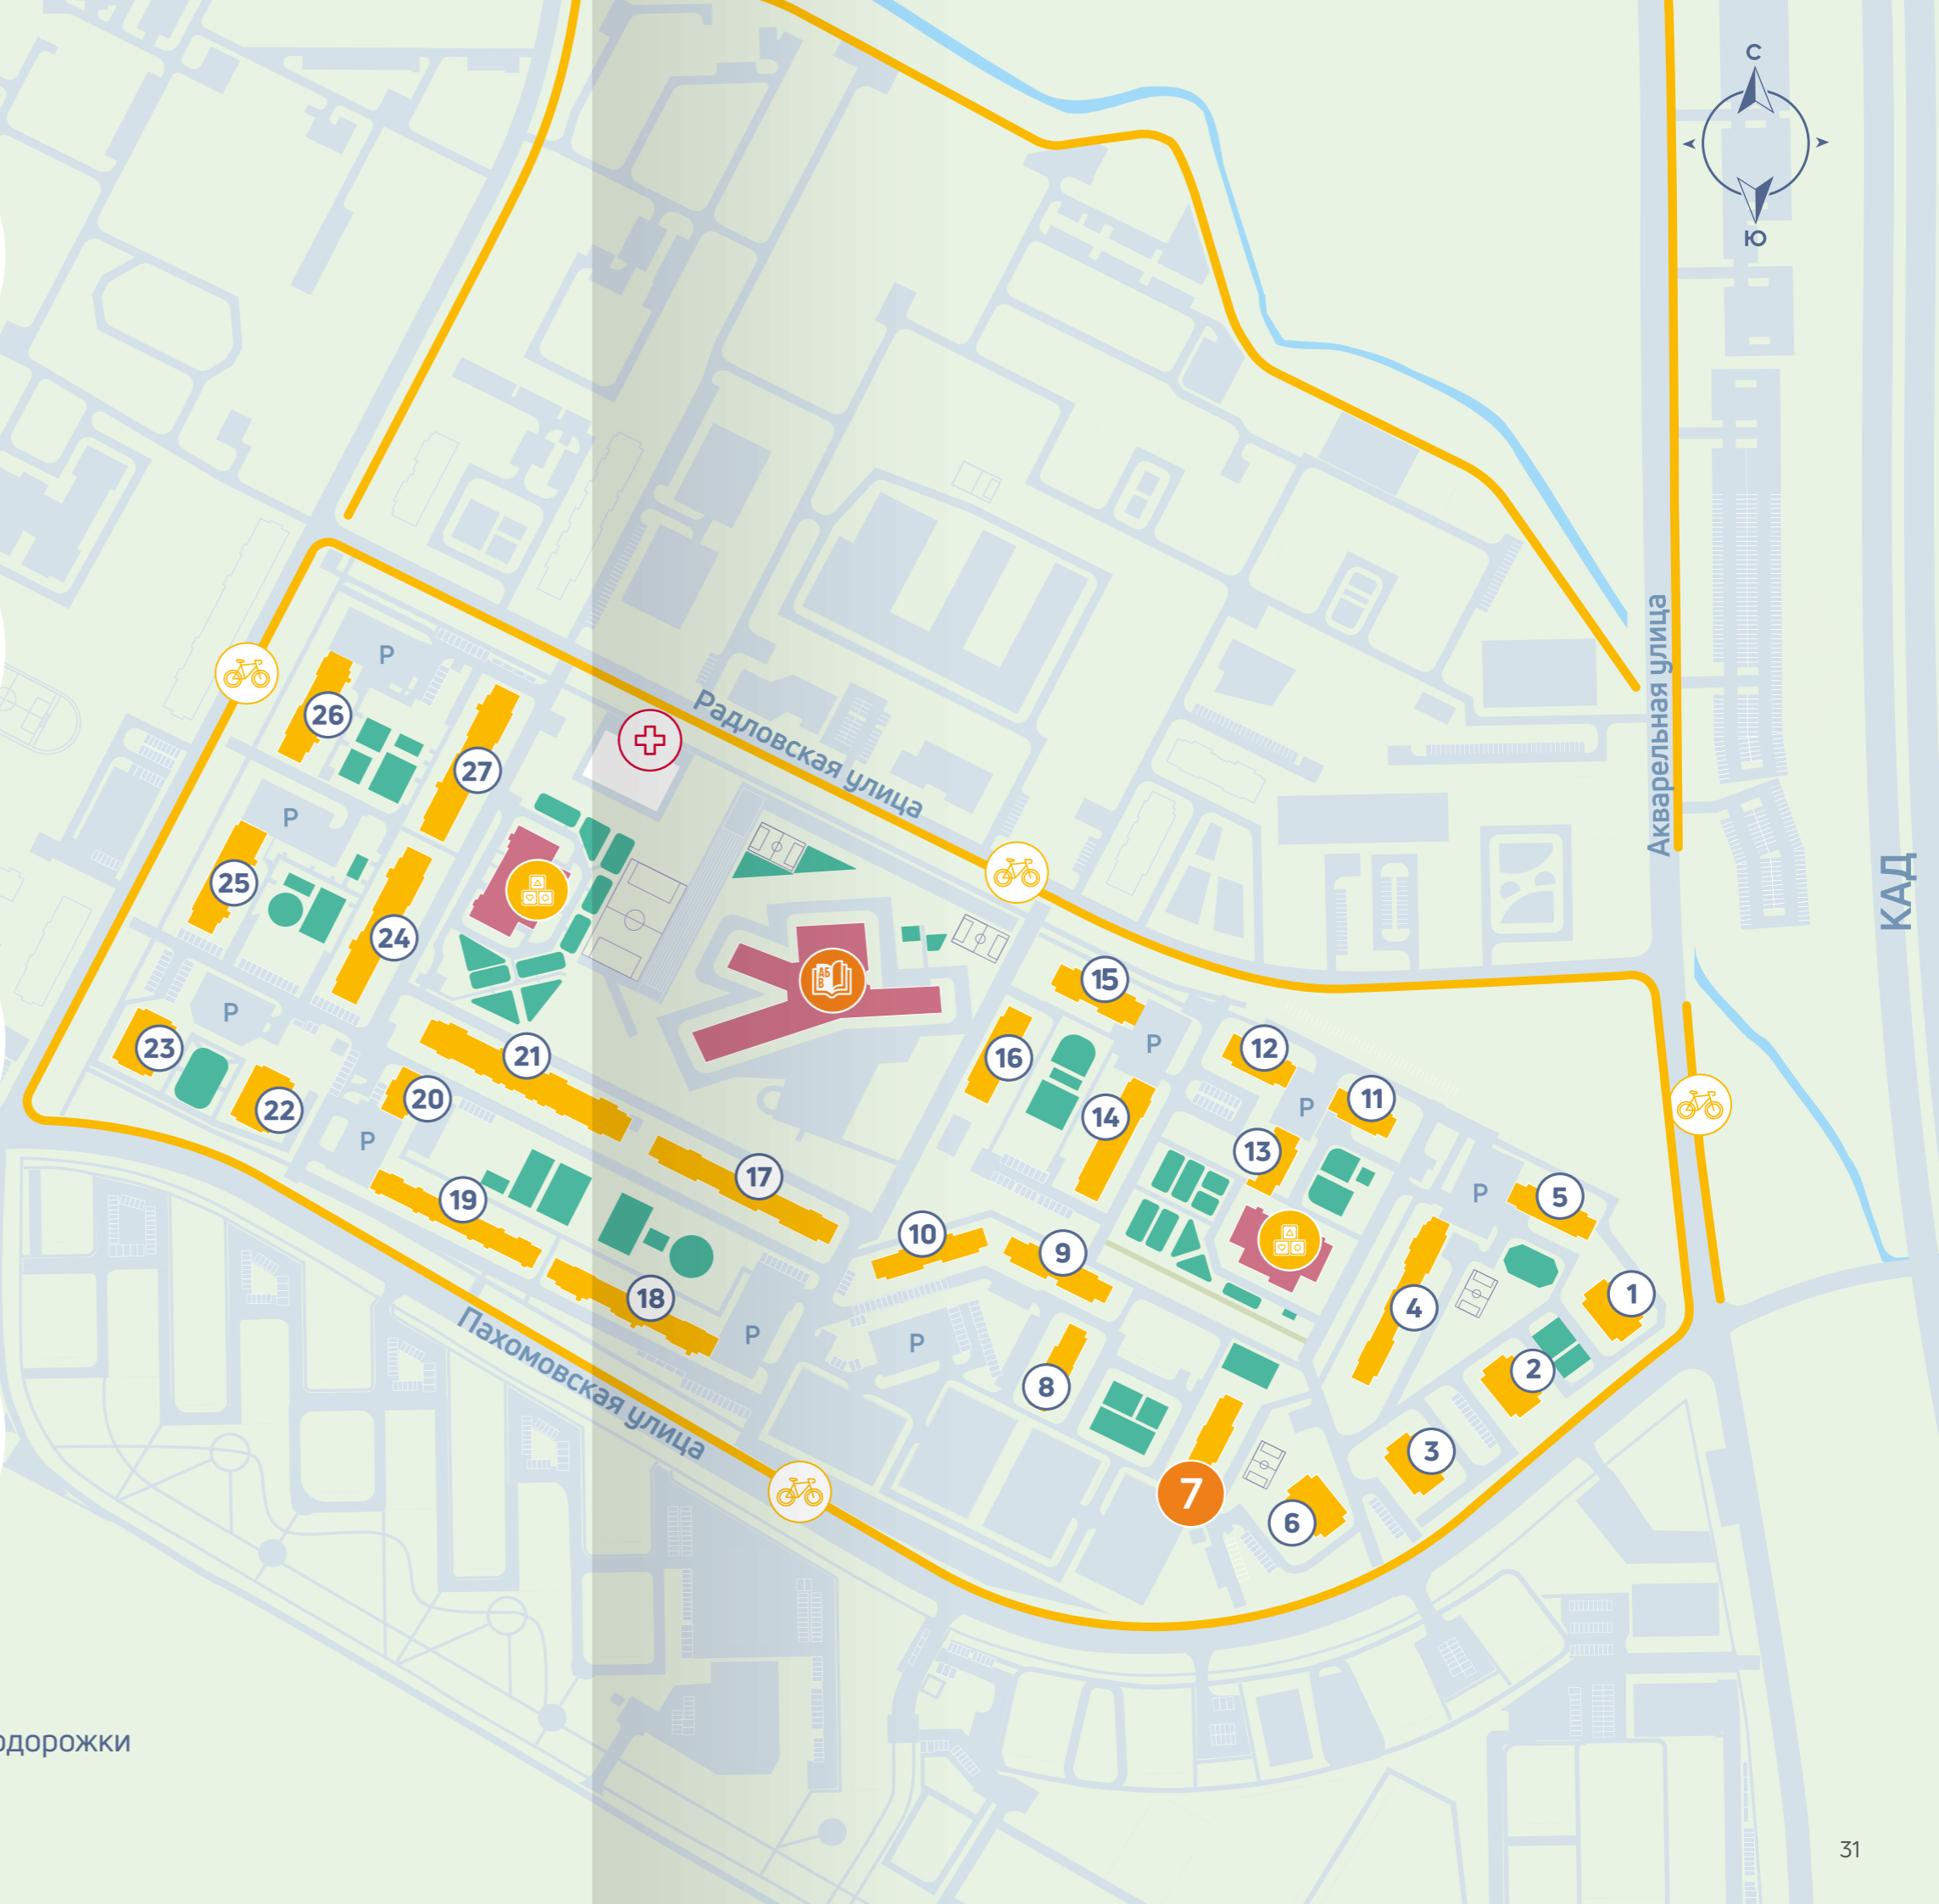 С
Ю
Акварельная улица
КАД
Р
26
Радловская улица
27
Р
25
АБ
В
24
15
Р
16
Р
12
23
21
22
20
14
Р
11
Р
13
17
19
Р
5
10
9
18
1
4
Р
Р
Пахомовская улица
2
8
3
7
6
одорожки
31